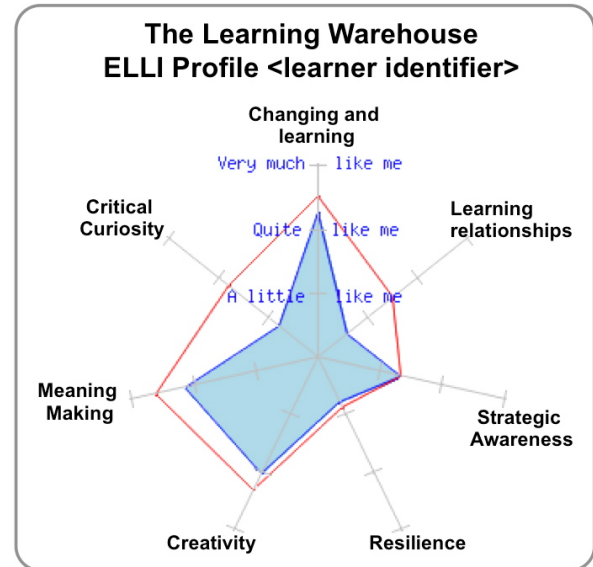 The Learning Warehouse
ELLI Profile <learner identifier>
Changing and
learning
Very much like me
Critical
Curiosity
Learning
relationships
Quite like me
A little like me
Meaning
Making
Strategic
Awareness
Creativity
Resilience